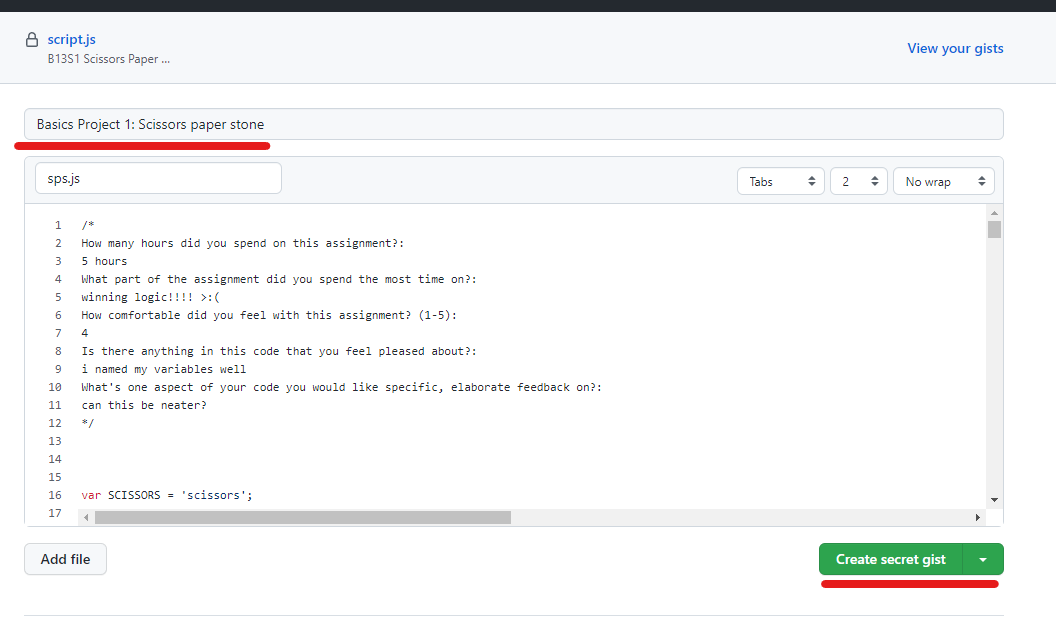 script.js
B13S1 Scissors Paper ...
View your gists
Basics Project 1: Scissors paper stone
sps.js
Tabs
2
No wrap
1 /*
2 How many hours did you spend on this assignment?:
3 5 hours
4 What part of the assignment did you spend the most time on?:
5 winning logic!!!! >:(
6 How comfortable did you feel with this assignment? (1-5):
7 4
8 Is there anything in this code that you feel pleased about?:
9 i named my variables well
10 What's one aspect of your code you would like specific, elaborate feedback on?:
11 can this be neater?
12 */
13
14
15
16 var SCISSORS = 'scissors';
17
Add file
Create secret gist